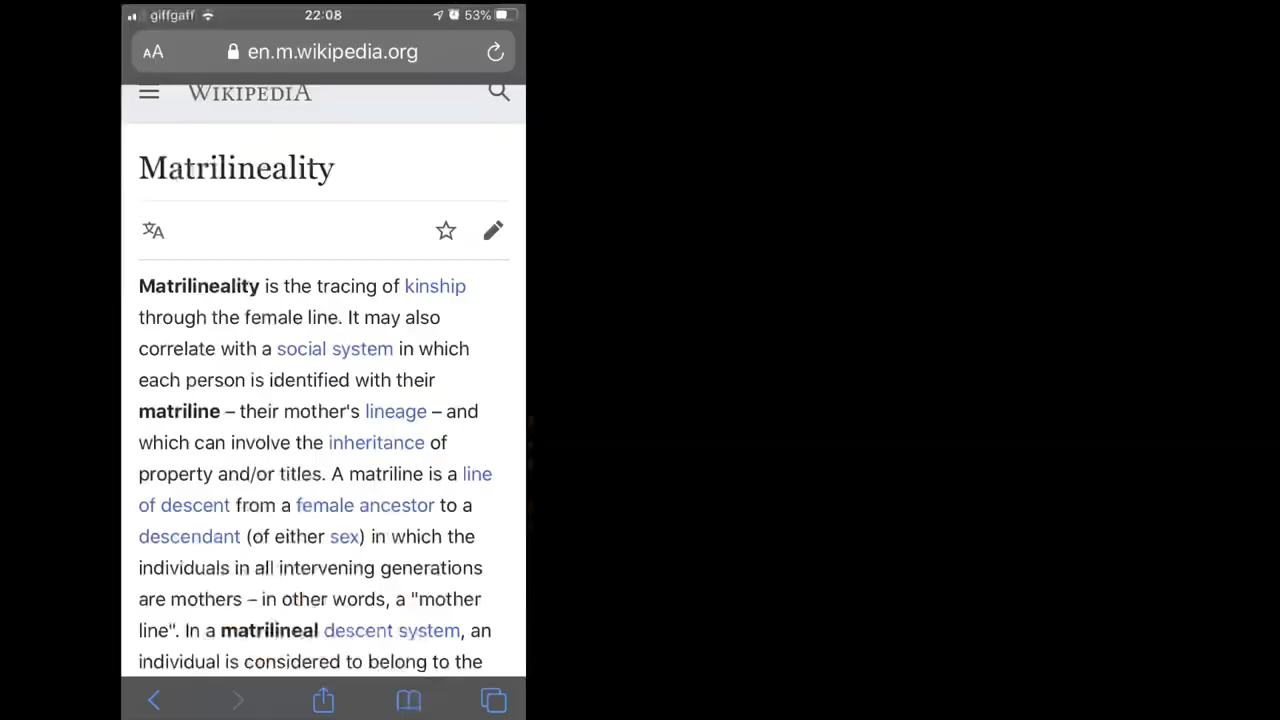 giffgaff 22:08 53%
AA en.m.wikipedia.org
WIKIPEDIA
Matrilineality
Matrilineality is the tracing of kinship
through the female line. It may also
correlate with a social system in which
each person is identified with their
matriline – their mother's lineage – and
which can involve the inheritance of
property and/or titles. A matriline is a line
of descent from a female ancestor to a
descendant (of either sex) in which the
individuals in all intervening generations
are mothers – in other words, a "mother
line". In a matrilineal descent system, an
individual is considered to belong to the